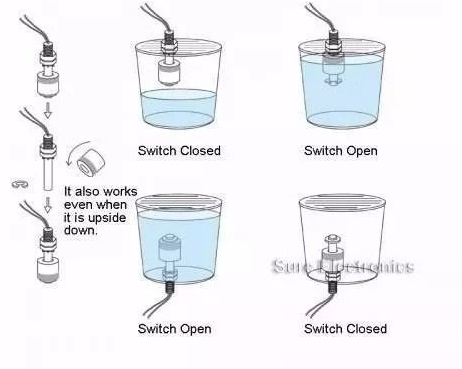 Switch Closed
Switch Open
It also works
even when
it is upside
down.
Sure Electronics
Switch Open
Switch Closed